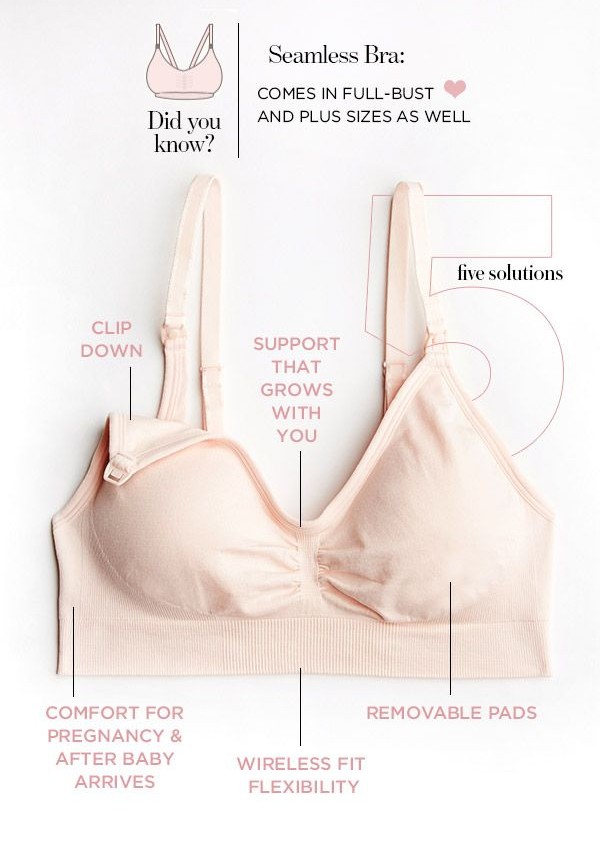 Did you
know?
Seamless Bra:
COMES IN FULL-BUST
AND PLUS SIZES AS WELL
5
five solutions
CLIP
DOWN
SUPPORT
THAT
GROWS
WITH
YOU
COMFORT FOR
PREGNANCY &
AFTER BABY
ARRIVES
WIRELESS FIT
FLEXIBILITY
REMOVABLE PADS